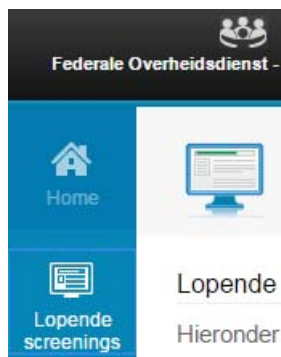 Federale Overheidsdienst -
Home
Lopende
screenings
Lopende
Hieronder